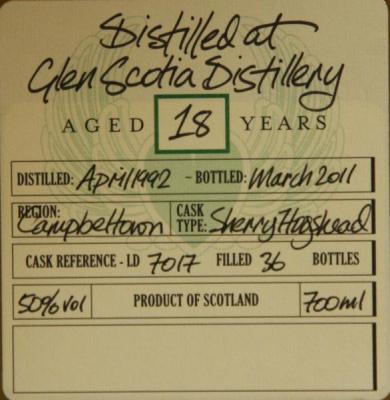 Distilled at
Glen Scotia Distillery
AGED 18 YEARS
DISTILLED: April 1992 ~ BOTTLED: March 2011
REGION: Campbeltown CASK TYPE: Sherry Hogshead
CASK REFERENCE - LD 7017 FILLED 36 BOTTLES
50% vol PRODUCT OF SCOTLAND 700ml